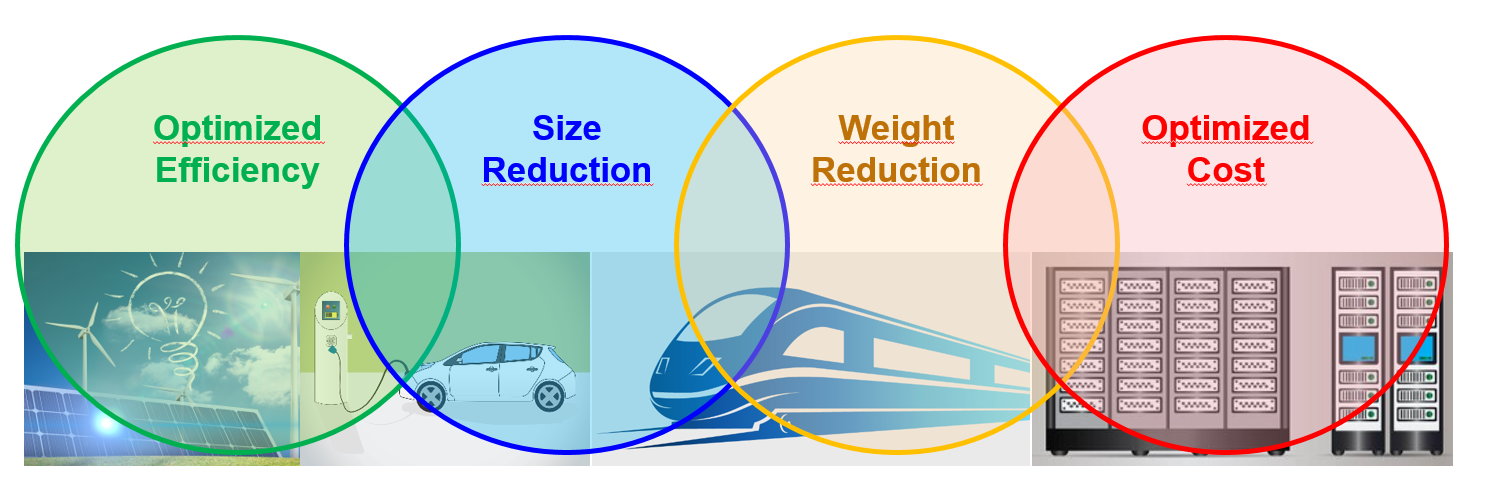 Optimized
Efficiency
Size
Reduction
Weight
Reduction
Optimized
Cost